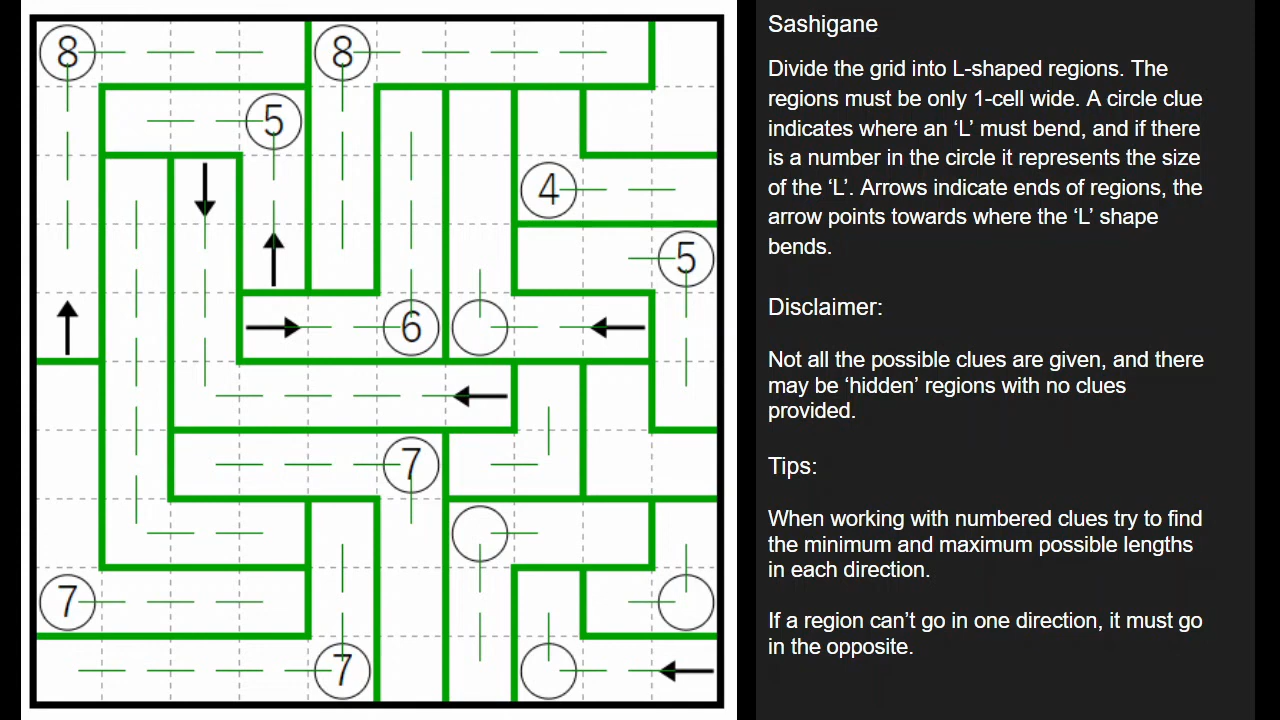 Sashigane
Divide the grid into L-shaped regions. The
regions must be only 1-cell wide. A circle clue
indicates where an ‘L’ must bend, and if there
is a number in the circle it represents the size
of the ‘L’. Arrows indicate ends of regions, the
arrow points towards where the ‘L’ shape
bends.
Disclaimer:
Not all the possible clues are given, and there
may be ‘hidden’ regions with no clues
provided.
Tips:
When working with numbered clues try to find
the minimum and maximum possible lengths
in each direction.
If a region can’t go in one direction, it must go
in the opposite.
8 8
5
4
5
6
7
7
7